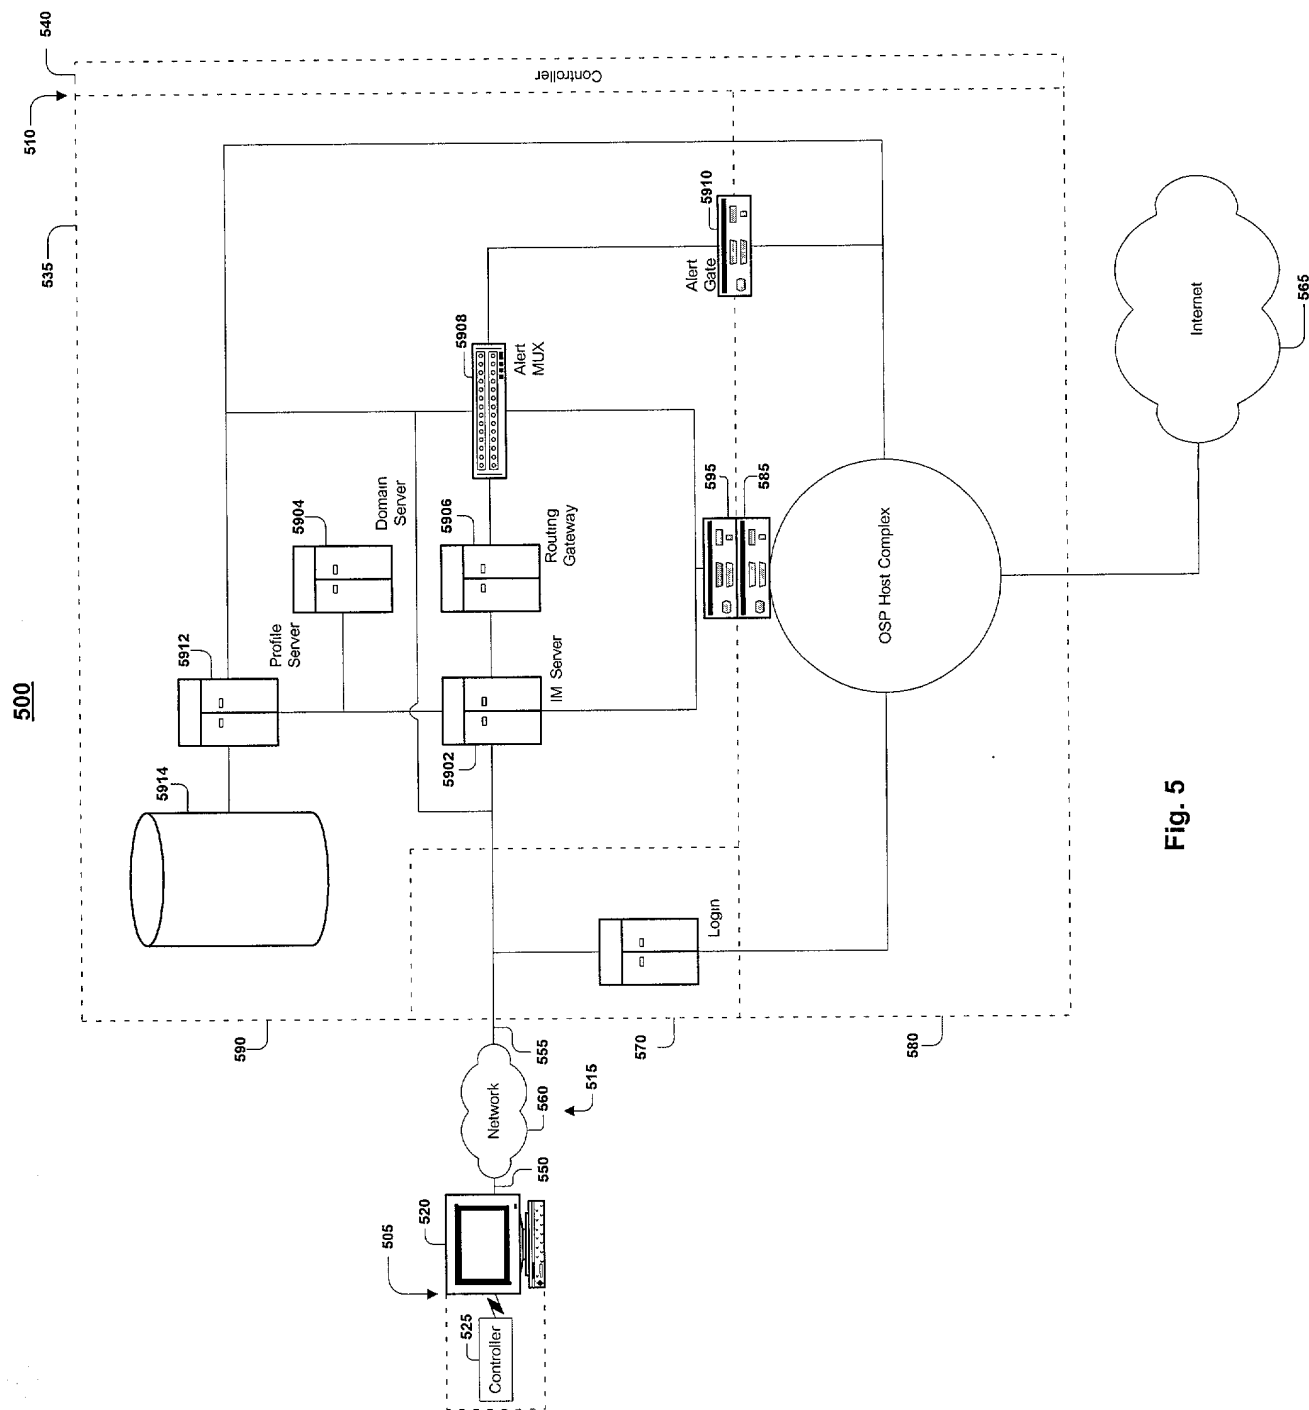 500
505
525
Controller
520
550
Network
560
515
555
590
570
580
5914
5912
Profile
Server
5904
Domain
Server
5902
IM Server
5906
Routing
Gateway
5908
Alert
MUX
Login
595
585
OSP Host Complex
Alert
Gate
5910
535
510
540
Controller
Internet
565
Fig. 5